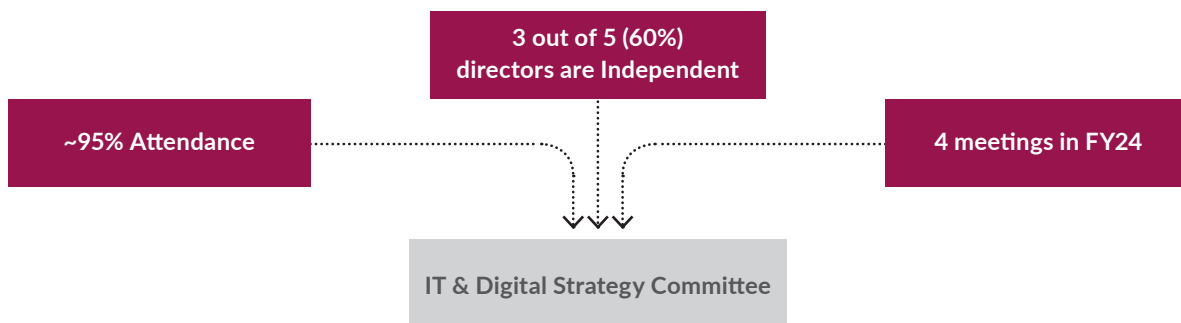 3 out of 5 (60%)
directors are Independent
~95% Attendance
4 meetings in FY24
IT & Digital Strategy Committee